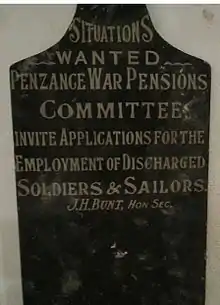 SITUATIONS
WANTED
PENZANCE WAR PENSIONS
COMMITTEE
INVITE APPLICATIONS FOR THE
EMPLOYMENT OF DISCHARGED
SOLDIERS & SAILORS.
J.H. BUNT, HON SEC.